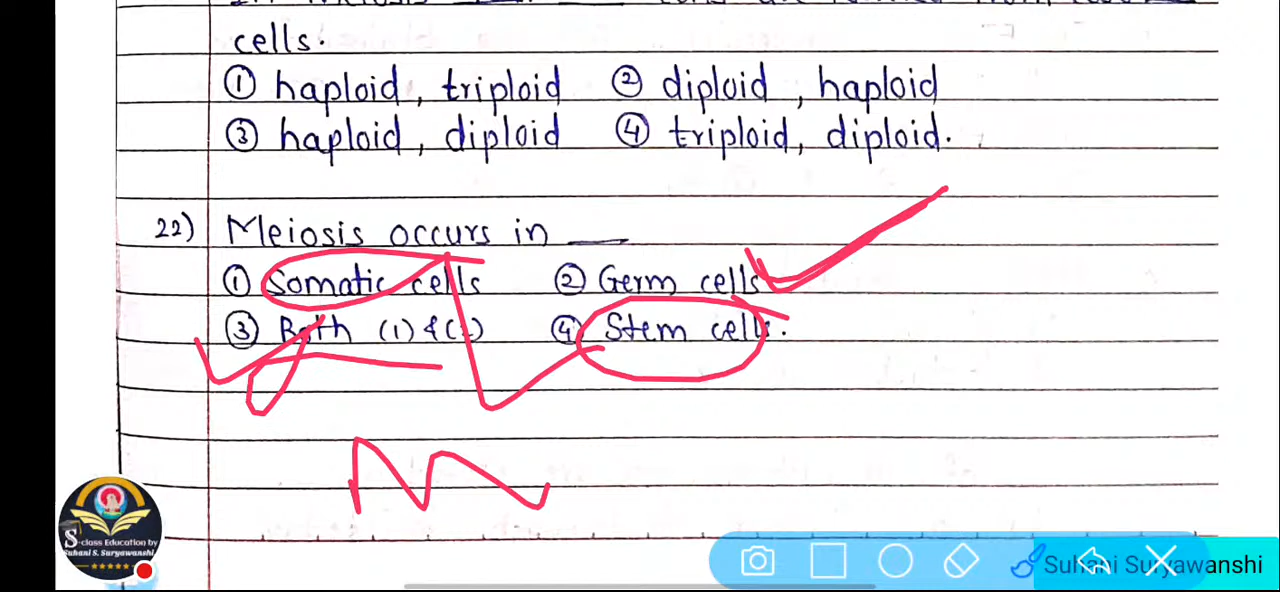 cells.
① haploid, triploid ② diploid, haploid
③ haploid, diploid ④ triploid, diploid.
22) Meiosis occurs in __
① Somatic cells ② Germ cells
③ Both (1) & (2) ④ Stem cells.
S-class Education by
Suhani S. Suryawanshi
Suhani Suryawanshi